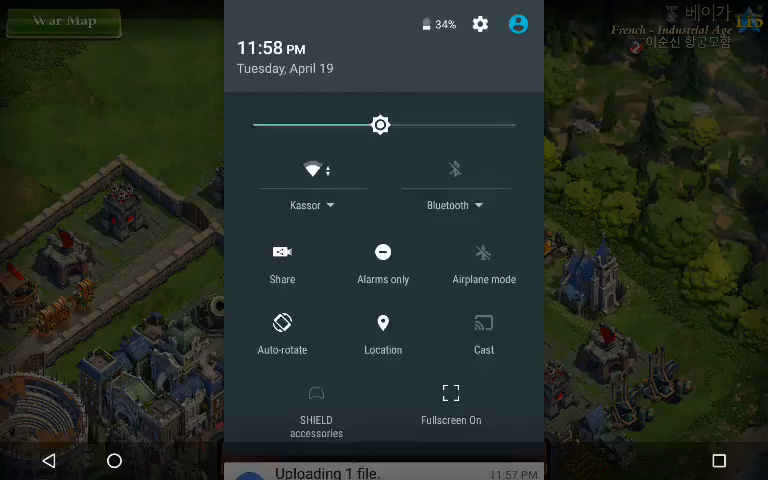 War Map
베이가
115
French - Industrial Age
이순신 항공모함
34%
11:58 PM
Tuesday, April 19
Kassor
Bluetooth
Share
Alarms only
Airplane mode
Auto-rotate
Location
Cast
SHIELD
accessories
Fullscreen On
Uploading 1 file.
11:57 PM